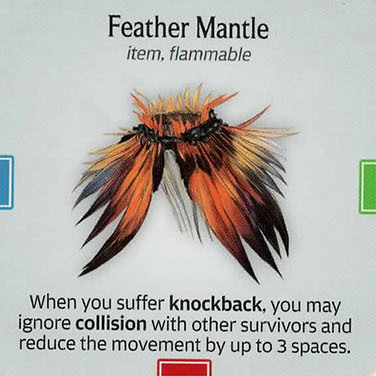 Feather Mantle
item, flammable
When you suffer knockback, you may
ignore collision with other survivors and
reduce the movement by up to 3 spaces.